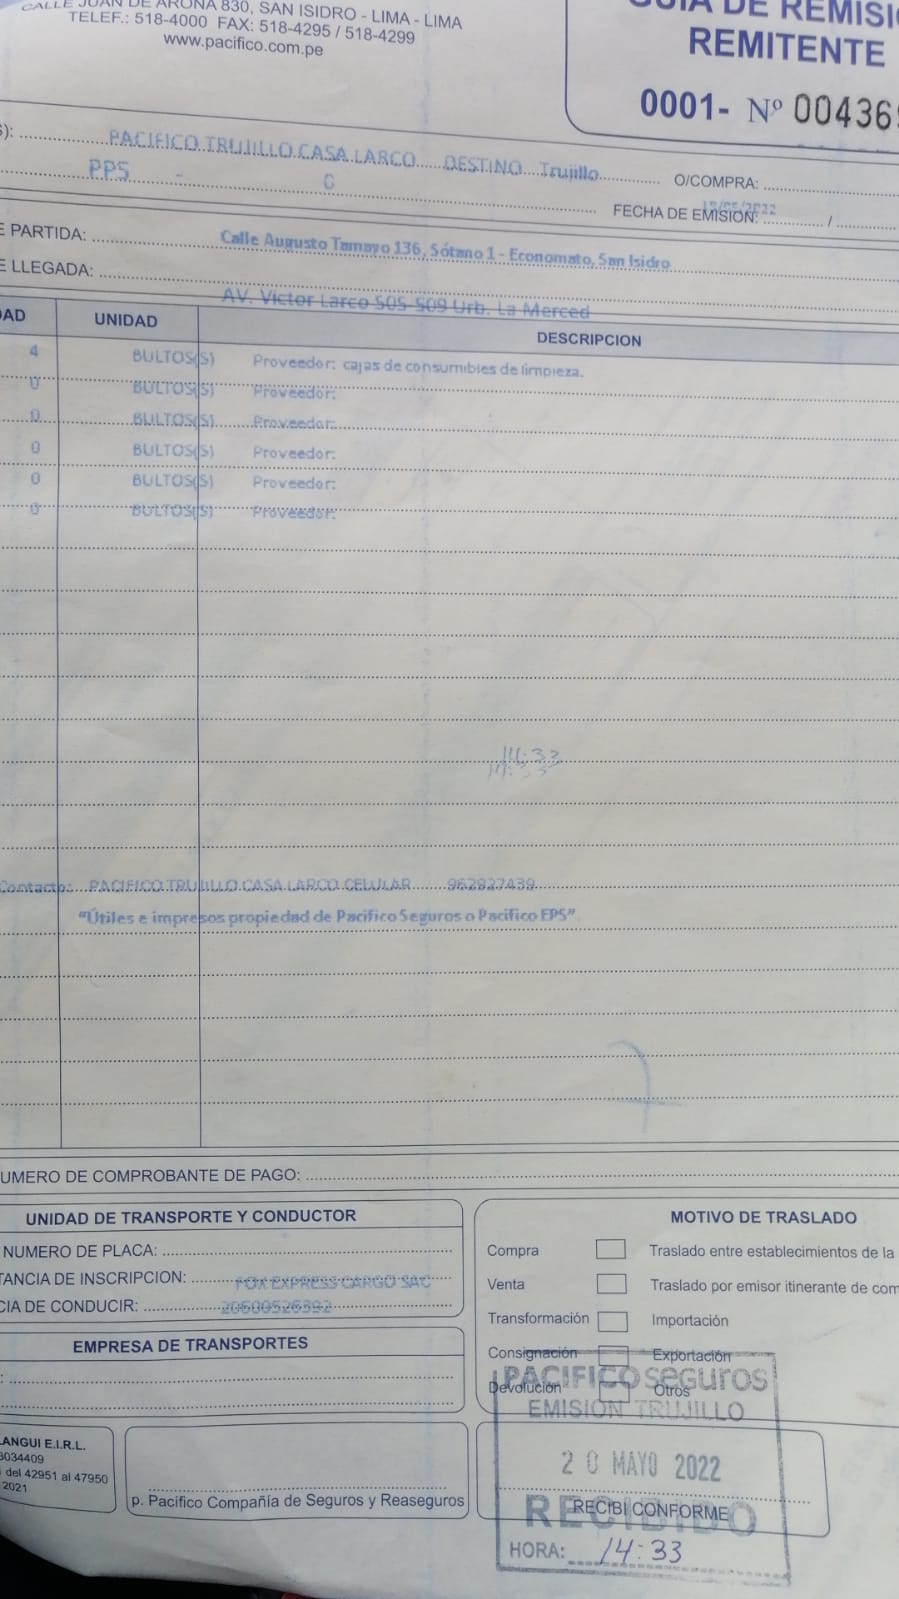 CALLE JUAN DE ARONA 830, SAN ISIDRO - LIMA - LIMA
TELEF.: 518-4000 FAX: 518-4295 / 518-4299
www.pacifico.com.pe
GUIA DE REMISI
REMITENTE
0001- Nº 00436
S): PACIFICO TRUJILLO CASA LARCO DESTINO Trujillo
PPS - 0
O/COMPRA:
FECHA DE EMISION: /
E PARTIDA: Calle Augusto Tamayo 136, Sótano 1 - Economato, San Isidro
E LLEGADA: AV. Victor Larco 505-509 Urb. La Merced
DAD UNIDAD DESCRIPCION
4 BULTOS(S) Proveedor: cajas de consumibles de limpieza.
0 BULTOS(S) Proveedor:
0 BULTOS(S) Proveedor:
0 BULTOS(S) Proveedor:
0 BULTOS(S) Proveedor:
0 BULTOS(S) Proveedor:
14:33
Contacto: PACIFICO TRUJILLO CASA LARCO CELULAR 962827439
"Útiles e impresos propiedad de Pacifico Seguros o Pacifico EPS"
UMERO DE COMPROBANTE DE PAGO:
UNIDAD DE TRANSPORTE Y CONDUCTOR
NUMERO DE PLACA:
TANCIA DE INSCRIPCION: FOX EXPRESS CARGO SAC
CIA DE CONDUCIR: 20600526392
EMPRESA DE TRANSPORTES
:
MOTIVO DE TRASLADO
Compra Traslado entre establecimientos de la
Venta Traslado por emisor itinerante de com
Transformación Importación
Consignación Exportación
Devolución Otros
PACIFICO seguros
EMISIÓN TRUJILLO
20 MAYO 2022
RECIBIDO
HORA: 14:33
LANGUI E.I.R.L.
3034409
del 42951 al 47950
2021
p. Pacífico Compañía de Seguros y Reaseguros
RECIBI CONFORME